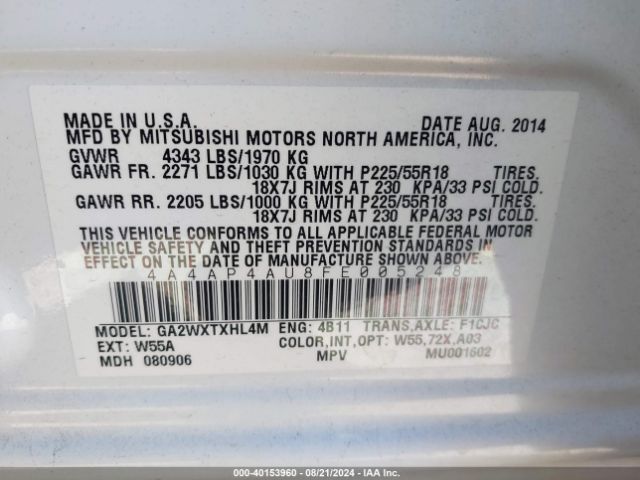 MADE IN U.S.A. DATE AUG. 2014
MFD BY MITSUBISHI MOTORS NORTH AMERICA, INC.
GVWR 4343 LBS/1970 KG
GAWR FR. 2271 LBS/1030 KG WITH P225/55R18 TIRES.
18X7J RIMS AT 230 KPA/33 PSI COLD.
GAWR RR. 2205 LBS/1000 KG WITH P225/55R18 TIRES.
18X7J RIMS AT 230 KPA/33 PSI COLD.
THIS VEHICLE CONFORMS TO ALL APPLICABLE FEDERAL MOTOR
VEHICLE SAFETY AND THEFT PREVENTION STANDARDS IN
EFFECT ON THE DATE OF MANUFACTURE SHOWN ABOVE.
4A4AP4AU8FE005248
MODEL: GA2WXTXHL4M ENG: 4B11 TRANS,AXLE: F1CJC
EXT: W55A COLOR,INT,OPT: W55,72X,A03
MDH 080906 MPV MU001602
000-40153960 - 08/21/2024 - IAA Inc.